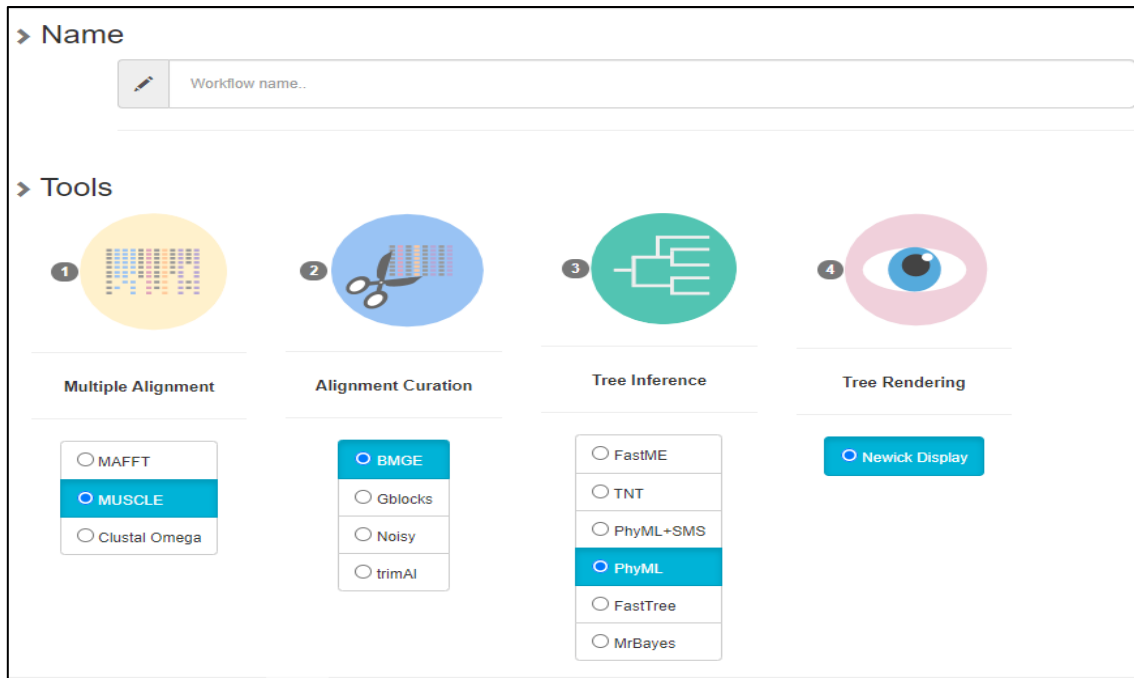 Name
Workflow name..
Tools
1
2
3
4
Multiple Alignment
Alignment Curation
Tree Inference
Tree Rendering
MAFFT
MUSCLE
Clustal Omega
BMGE
Gblocks
Noisy
trimAl
FastME
TNT
PhyML+SMS
PhyML
FastTree
MrBayes
Newick Display